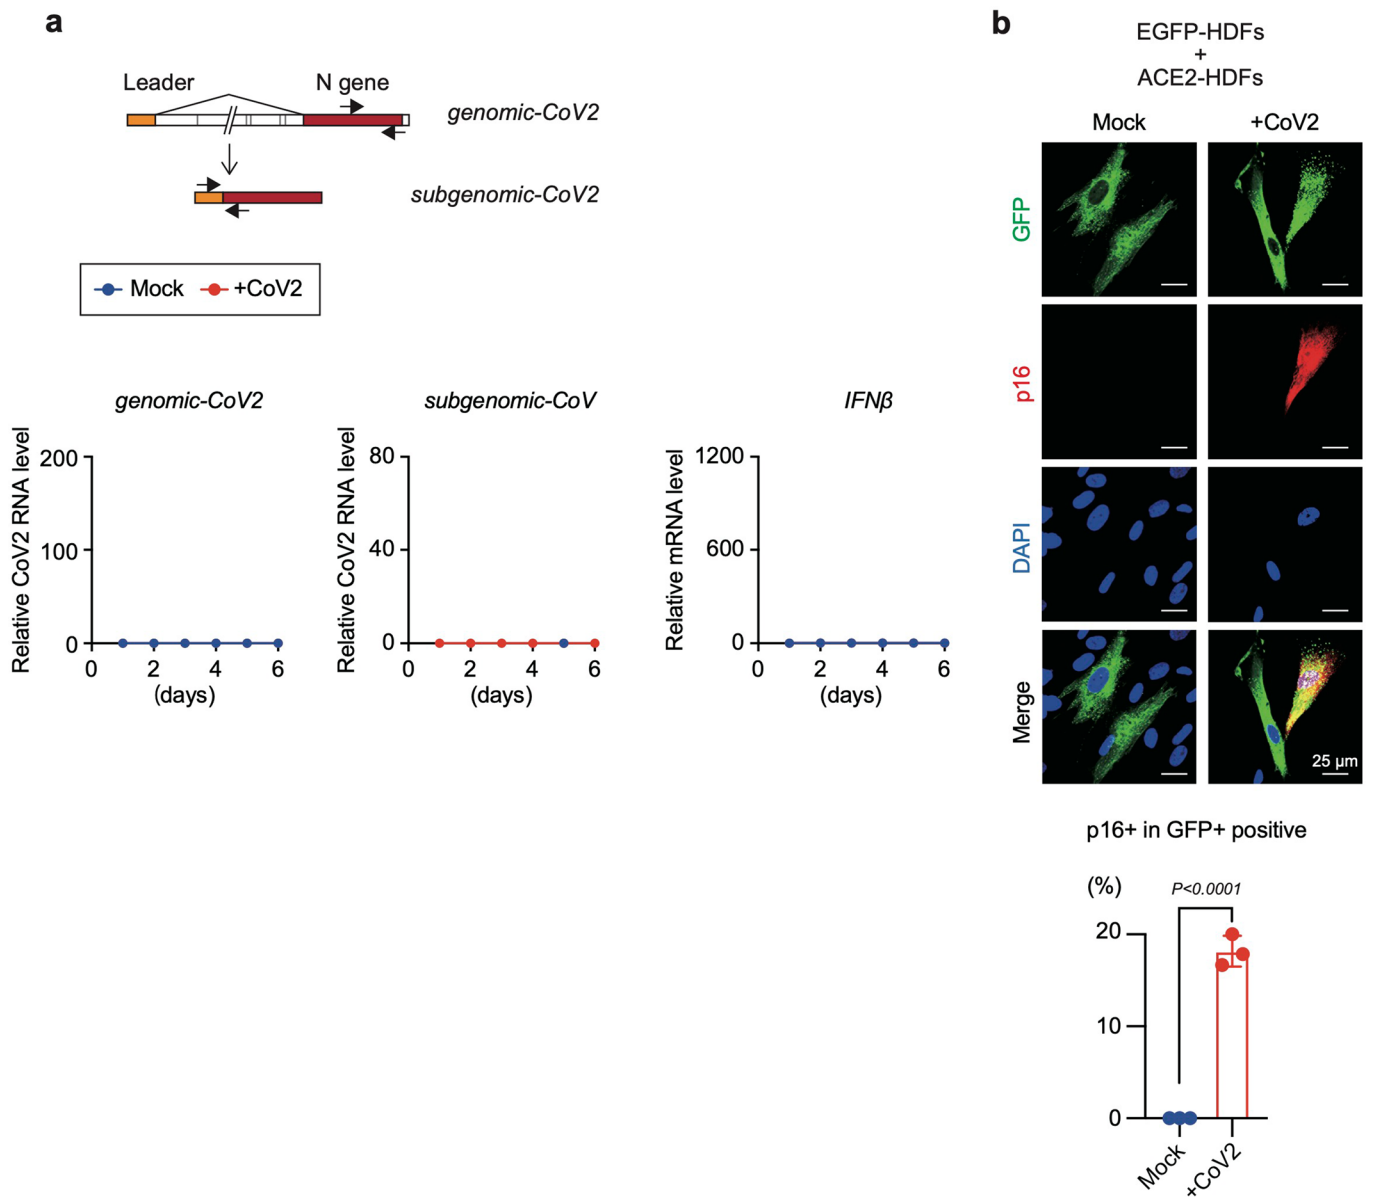 a
Leader
N gene
genomic-CoV2
subgenomic-CoV2
Mock
+CoV2
genomic-CoV2
Relative CoV2 RNA level
200
100
0
0 2 4 6
(days)
subgenomic-CoV
Relative CoV2 RNA level
80
40
0
0 2 4 6
(days)
IFNβ
Relative mRNA level
1200
600
0
0 2 4 6
(days)
b
EGFP-HDFs
+
ACE2-HDFs
Mock
+CoV2
GFP
p16
DAPI
Merge
25 μm
p16+ in GFP+ positive
(%)
P<0.0001
20
10
0
Mock
+CoV2